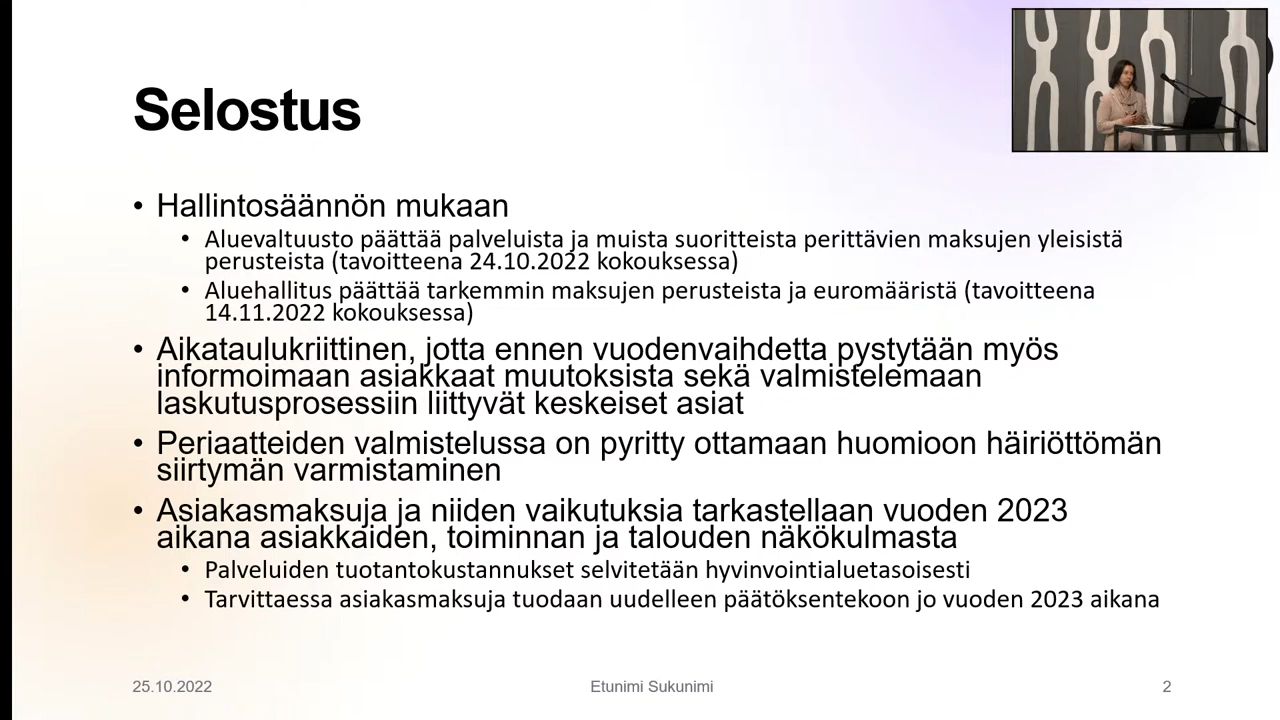 Selostus
• Hallintosäännön mukaan
• Aluevaltuusto päättää palveluista ja muista suoritteista perittävien maksujen yleisistä
perusteista (tavoitteena 24.10.2022 kokouksessa)
• Aluehallitus päättää tarkemmin maksujen perusteista ja euromääristä (tavoitteena
14.11.2022 kokouksessa)
• Aikataulukriittinen, jotta ennen vuodenvaihdetta pystytään myös
informoimaan asiakkaat muutoksista sekä valmistelemaan
laskutusprosessiin liittyvät keskeiset asiat
• Periaatteiden valmistelussa on pyritty ottamaan huomioon häiriöttömän
siirtymän varmistaminen
• Asiakasmaksuja ja niiden vaikutuksia tarkastellaan vuoden 2023
aikana asiakkaiden, toiminnan ja talouden näkökulmasta
• Palveluiden tuotantokustannukset selvitetään hyvinvointialuetasoisesti
• Tarvittaessa asiakasmaksuja tuodaan uudelleen päätöksentekoon jo vuoden 2023 aikana
25.10.2022
Etunimi Sukunimi
2